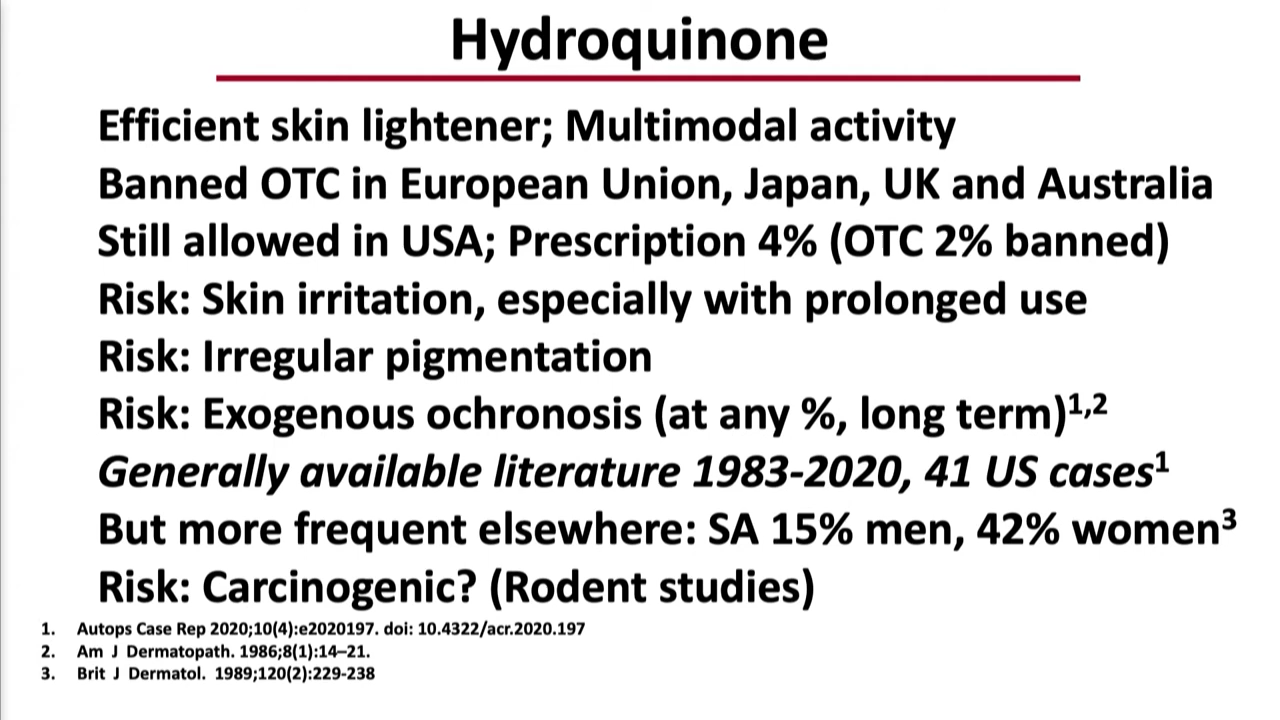 Hydroquinone
Efficient skin lightener; Multimodal activity
Banned OTC in European Union, Japan, UK and Australia
Still allowed in USA; Prescription 4% (OTC 2% banned)
Risk: Skin irritation, especially with prolonged use
Risk: Irregular pigmentation
Risk: Exogenous ochronosis (at any %, long term)1,2
Generally available literature 1983-2020, 41 US cases1
But more frequent elsewhere: SA 15% men, 42% women3
Risk: Carcinogenic? (Rodent studies)
1. Autops Case Rep 2020;10(4):e2020197. doi: 10.4322/acr.2020.197
2. Am J Dermatopath. 1986;8(1):14–21.
3. Brit J Dermatol. 1989;120(2):229-238